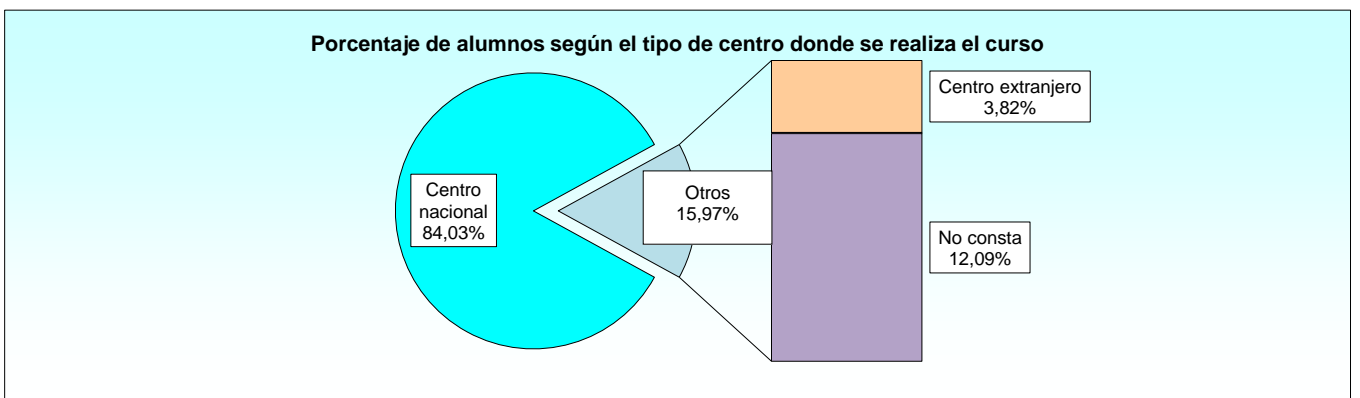 Porcentaje de alumnos según el tipo de centro donde se realiza el curso
Centro
nacional
84,03%
Otros
15,97%
Centro extranjero
3,82%
No consta
12,09%